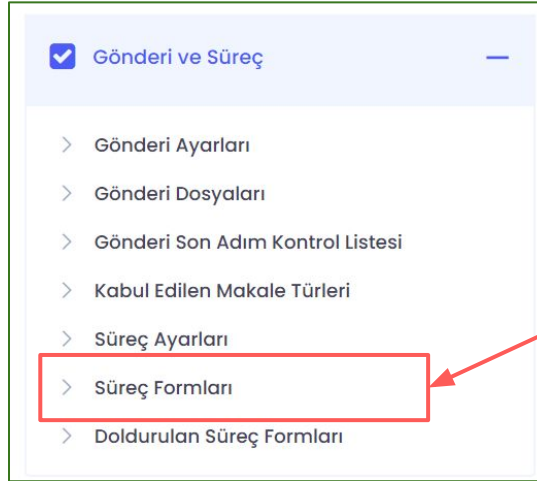 Gönderi ve Süreç
Gönderi Ayarları
Gönderi Dosyaları
Gönderi Son Adım Kontrol Listesi
Kabul Edilen Makale Türleri
Süreç Ayarları
Süreç Formları
Doldurulan Süreç Formları